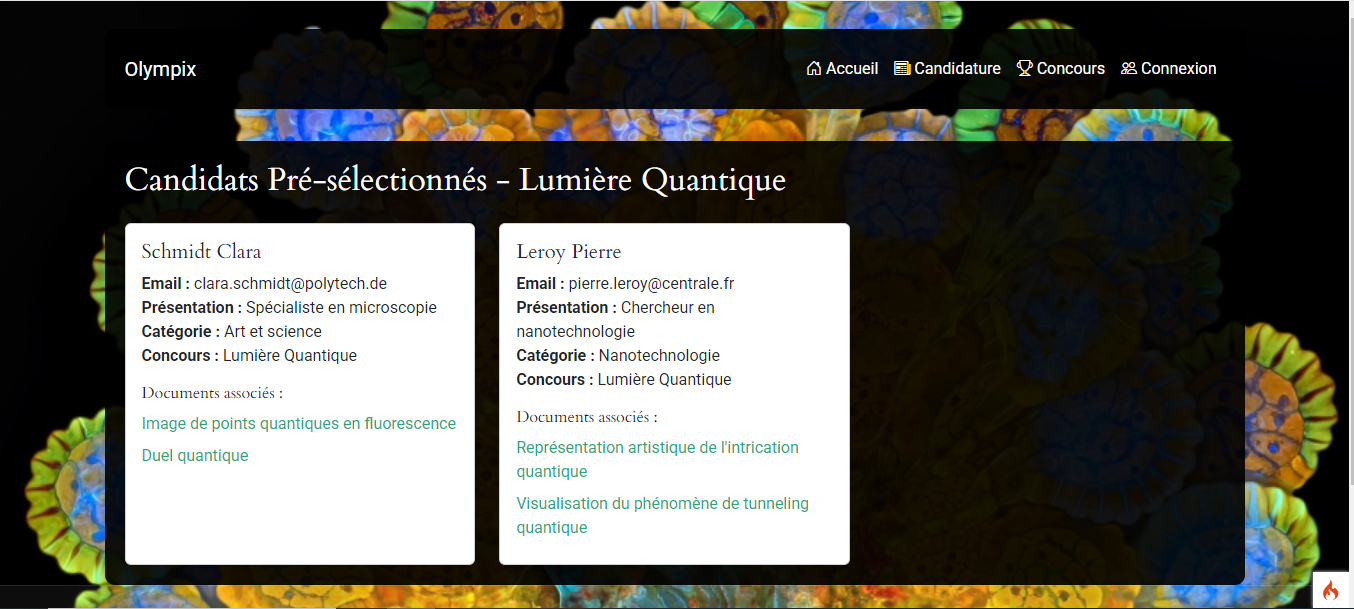 Olympix
Accueil
Candidature
Concours
Connexion
Candidats Pré-sélectionnés - Lumière Quantique
Schmidt Clara
Email : clara.schmidt@polytech.de
Présentation : Spécialiste en microscopie
Catégorie : Art et science
Concours : Lumière Quantique
Documents associés :
Image de points quantiques en fluorescence
Duel quantique
Leroy Pierre
Email : pierre.leroy@centrale.fr
Présentation : Chercheur en
nanotechnologie
Catégorie : Nanotechnologie
Concours : Lumière Quantique
Documents associés :
Représentation artistique de l'intrication
quantique
Visualisation du phénomène de tunneling
quantique